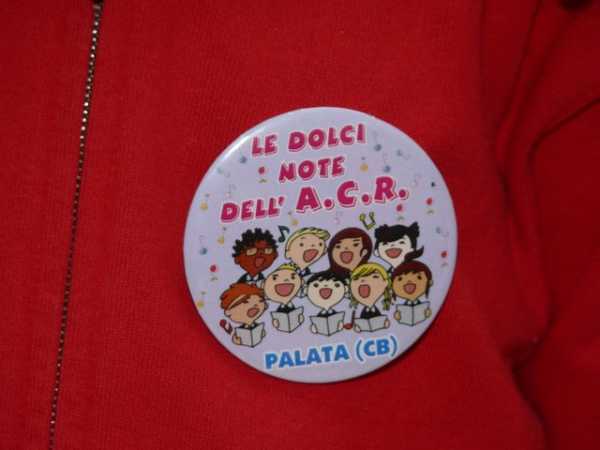 LE DOLCI
NOTE
DELL' A.C.R.
PALATA (CB)